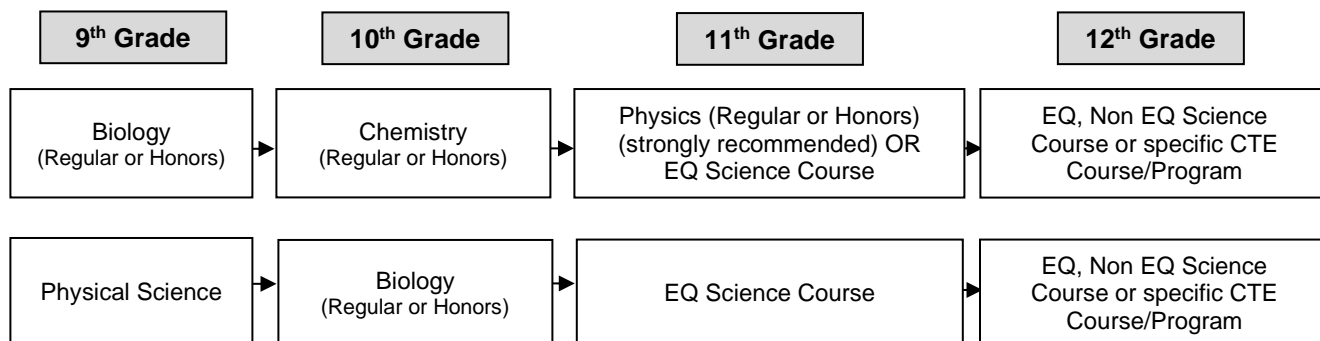 9th Grade
10th Grade
11th Grade
12th Grade
Biology
(Regular or Honors)
Chemistry
(Regular or Honors)
Physics (Regular or Honors)
(strongly recommended) OR
EQ Science Course
EQ, Non EQ Science
Course or specific CTE
Course/Program
Physical Science
Biology
(Regular or Honors)
EQ Science Course
EQ, Non EQ Science
Course or specific CTE
Course/Program